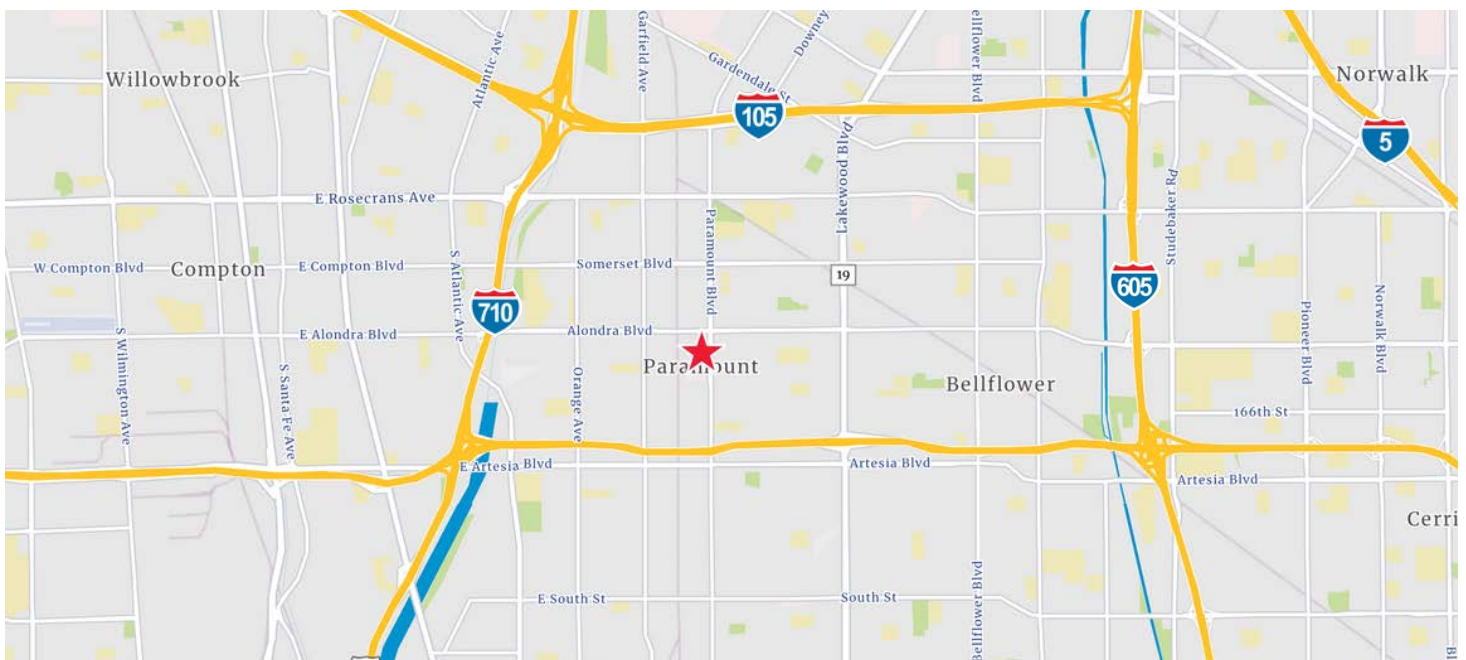 Willowbrook
Atlantic Ave
Garfield Ave
Gardendale St
Downey
Bellflower Blvd
Norwalk
105
5
E Rosecrans Ave
Paramount Blvd
Lakewood Blvd
Studebaker Rd
W Compton Blvd
Compton
E Compton Blvd
S Atlantic Ave
Somerset Blvd
19
605
710
E Alondra Blvd
Alondra Blvd
Pioneer Blvd
Norwalk Blvd
S Wilmington Ave
S Santa Fe Ave
Orange Ave
Paramount
Bellflower
166th St
E Artesia Blvd
Artesia Blvd
Artesia Blvd
Cerri
E South St
South St
Bellflower Blvd
Bl